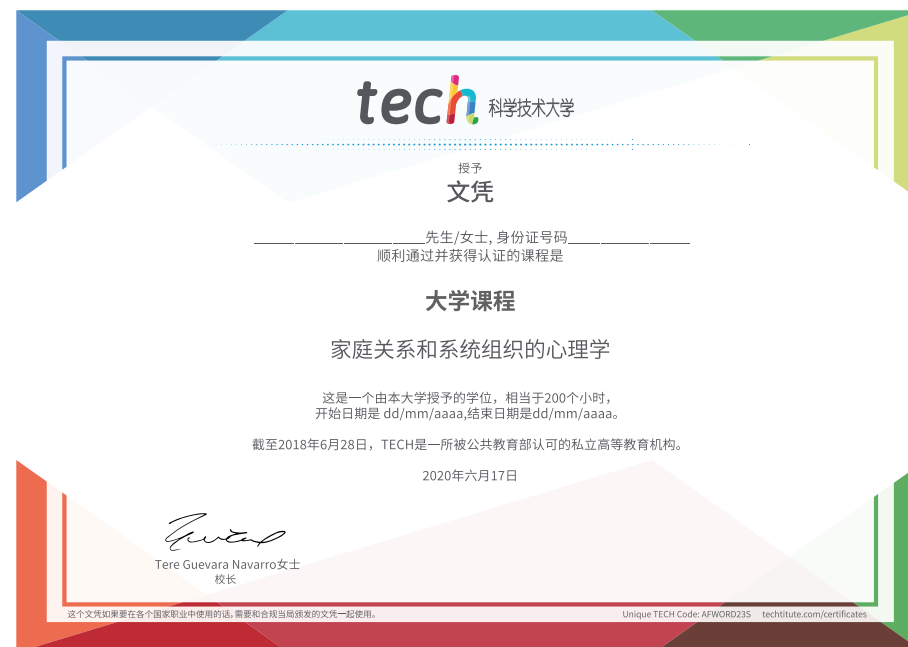 tech 科学技术大学
授予
文凭
先生/女士, 身份证号码
顺利通过并获得认证的课程是
大学课程
家庭关系和系统组织的心理学
这是一个由本大学授予的学位，相当于200个小时，
开始日期是 dd/mm/aaaa,结束日期是dd/mm/aaaa。
截至2018年6月28日，TECH是一所被公共教育部认可的私立高等教育机构。
2020年六月17日
Tere Guevara Navarro女士
校长
这个文凭如果要在各个国家职业中使用的话,需要和合规当局颁发的文凭一起使用。
Unique TECH Code: AFWORD23S techtitute.com/certificates